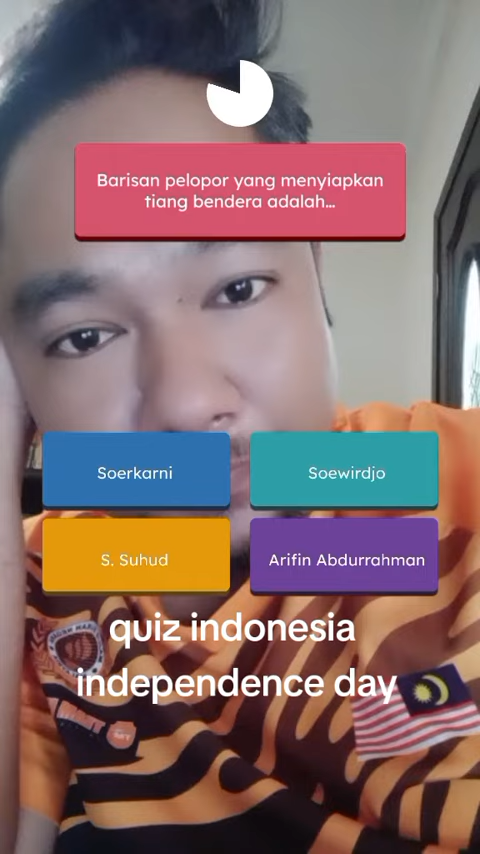 Barisan pelopor yang menyiapkan
tiang bendera adalah...
Soerkarni
Soewirdjo
S. Suhud
Arifin Abdurrahman
quiz indonesia
independence day